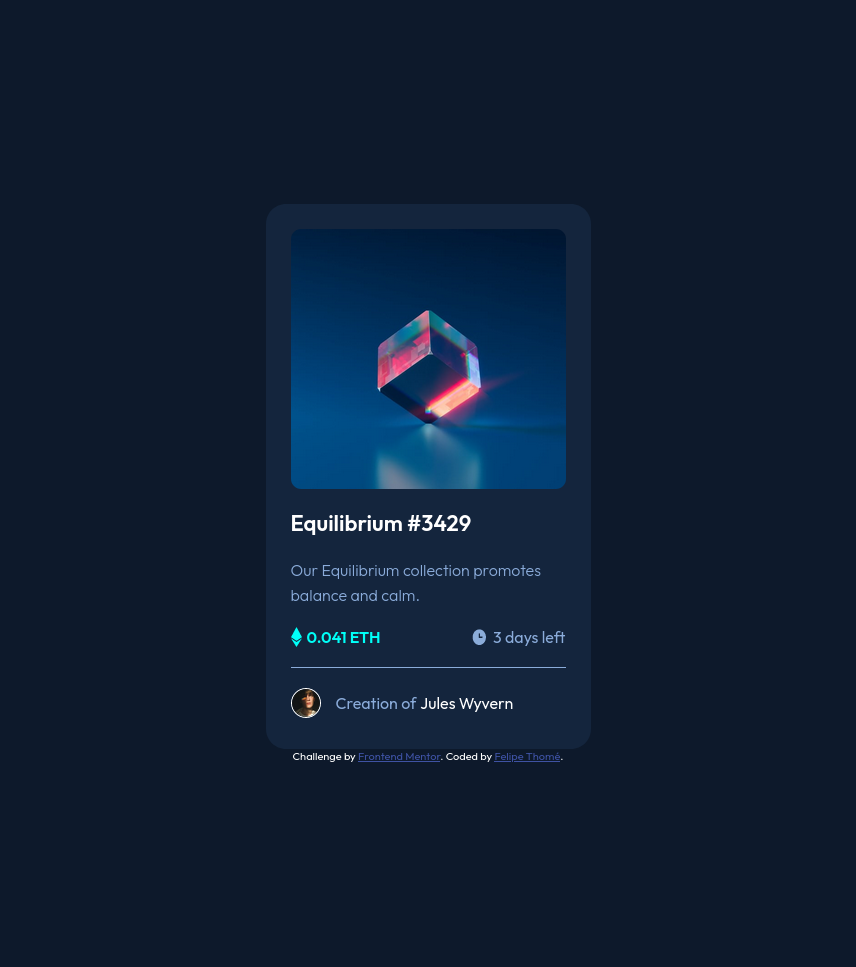 Equilibrium #3429
Our Equilibrium collection promotes
balance and calm.
0.041 ETH 3 days left
Creation of Jules Wyvern
Challenge by Frontend Mentor. Coded by Felipe Thomé.